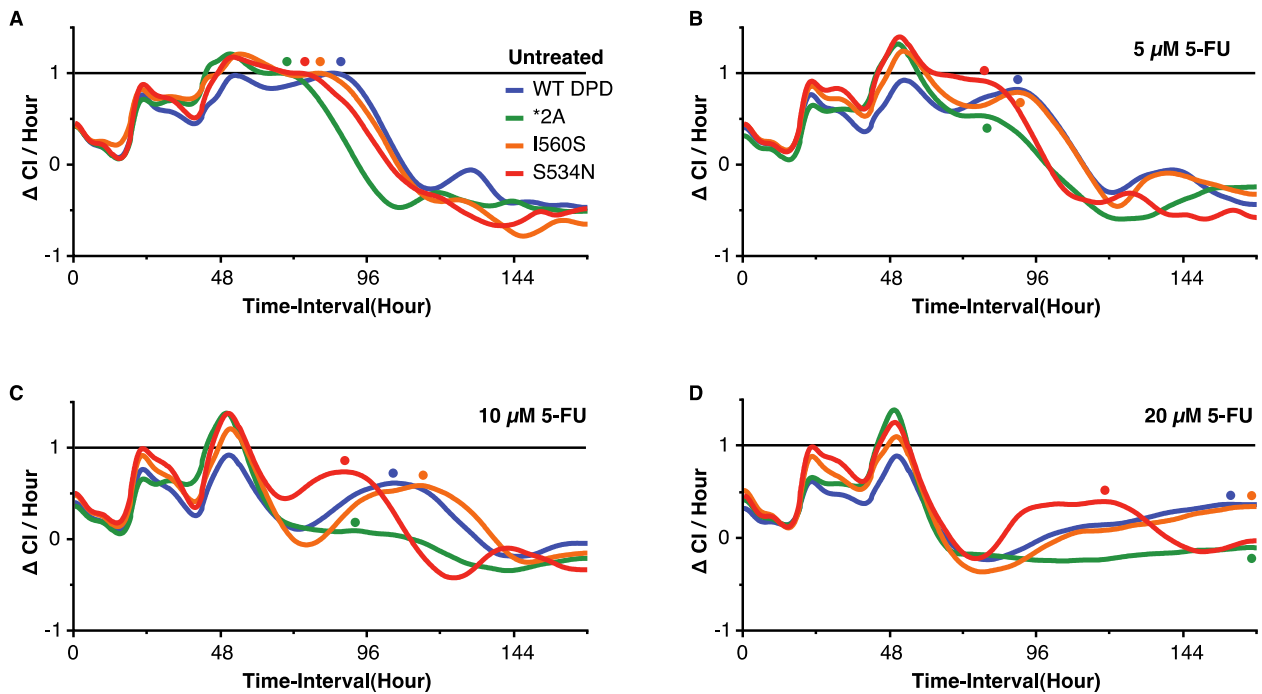 A
Untreated
WT DPD
*2A
I560S
S534N
Δ CI / Hour
1
0
-1
0
48
96
144
Time-Interval(Hour)
B
5 µM 5-FU
Δ CI / Hour
1
0
-1
0
48
96
144
Time-Interval(Hour)
C
10 µM 5-FU
Δ CI / Hour
1
0
-1
0
48
96
144
Time-Interval(Hour)
D
20 µM 5-FU
Δ CI / Hour
1
0
-1
0
48
96
144
Time-Interval(Hour)